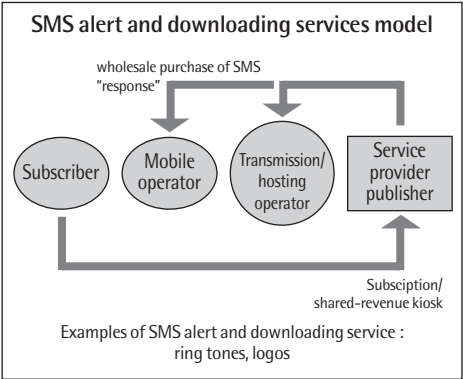 SMS alert and downloading services model
wholesale purchase of SMS
“response”
Subscriber
Mobile
operator
Transmission/
hosting
operator
Service
provider
publisher
Subsciption/
shared-revenue kiosk
Examples of SMS alert and downloading service :
ring tones, logos